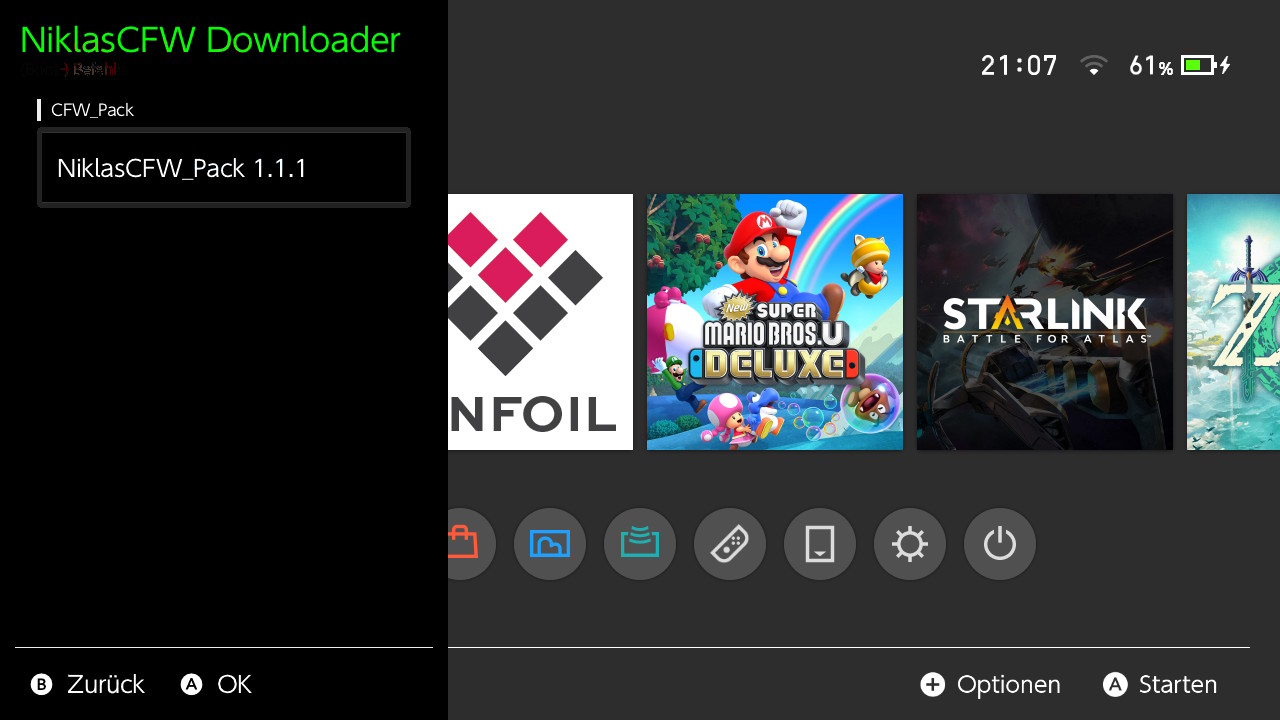 NiklasCFW Downloader
CFW_Pack
NiklasCFW_Pack 1.1.1
21:07
61%
NFOIL
New
SUPER
MARIO BROS.U
DELUXE
STARLINK
BATTLE FOR ATLAS
Z
B Zurück A OK
+ Optionen A Starten